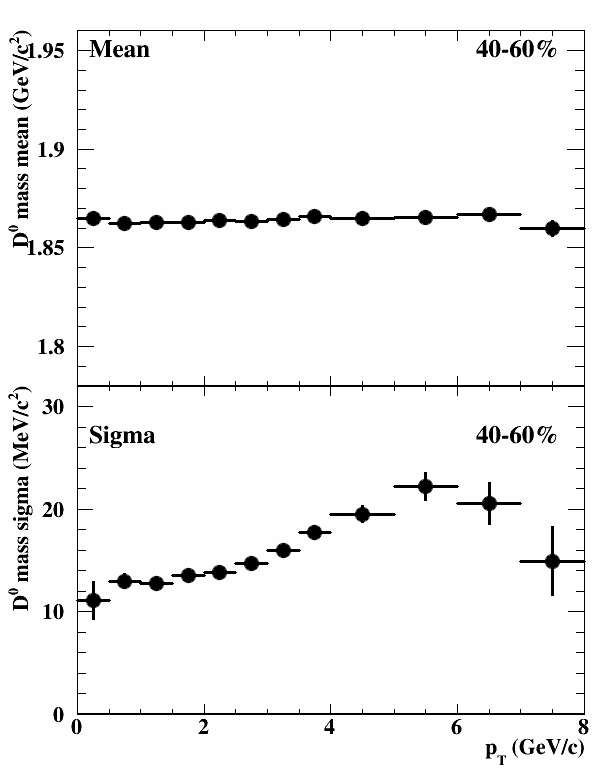 D⁰ mass mean (GeV/c²)
1.95
1.9
1.85
1.8
Mean
40-60%
D⁰ mass sigma (MeV/c²)
30
20
10
0
Sigma
40-60%
0 2 4 6 8
p_T (GeV/c)